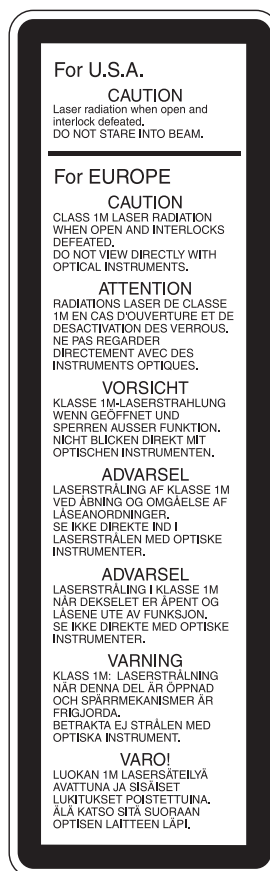 For U.S.A.
CAUTION
Laser radiation when open and
interlock defeated.
DO NOT STARE INTO BEAM.
For EUROPE
CAUTION
CLASS 1M LASER RADIATION
WHEN OPEN AND INTERLOCKS
DEFEATED.
DO NOT VIEW DIRECTLY WITH
OPTICAL INSTRUMENTS.
ATTENTION
RADIATIONS LASER DE CLASSE
1M EN CAS D'OUVERTURE ET DE
DESACTIVATION DES VERROUS.
NE PAS REGARDER
DIRECTEMENT AVEC DES
INSTRUMENTS OPTIQUES.
VORSICHT
KLASSE 1M-LASERSTRAHLUNG
WENN GEÖFFNET UND
SPERREN AUSSER FUNKTION.
NICHT BLICKEN DIREKT MIT
OPTISCHEN INSTRUMENTEN.
ADVARSEL
LASERSTRÅLING AF KLASSE 1M
VED ÅBNING OG OMGÅELSE AF
LÅSEANORDNINGER.
SE IKKE DIREKTE IND I
LASERSTRÅLEN MED OPTISKE
INSTRUMENTER.
ADVARSEL
LASERSTRÅLING I KLASSE 1M
NÅR DEKSELET ER ÅPENT OG
LÅSENE UTE AV FUNKSJON.
SE IKKE DIREKTE MED OPTISKE
INSTRUMENTER.
VARNING
KLASS 1M: LASERSTRÅLNING
NÄR DENNA DEL ÄR ÖPPNAD
OCH SPÄRRMEKANISMER ÄR
FRIGJORDA.
BETRAKTA EJ STRÅLEN MED
OPTISKA INSTRUMENT.
VARO!
LUOKAN 1M LASERSÄTEILYÄ
AVATTUNA JA SISÄISET
LUKITUKSET POISTETTUINA.
ÄLÄ KATSO SITÄ SUORAAN
OPTISEN LAITTEEN LÄPI.